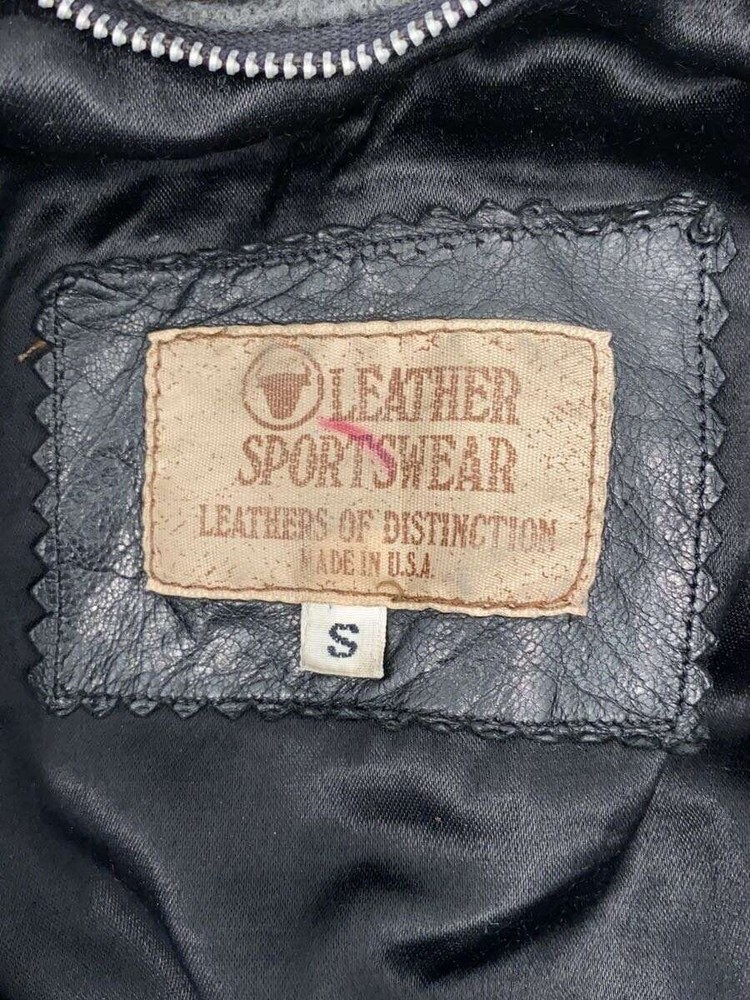 LEATHER
SPORTSWEAR
LEATHERS OF DISTINCTION
MADE IN U.S.A.
S